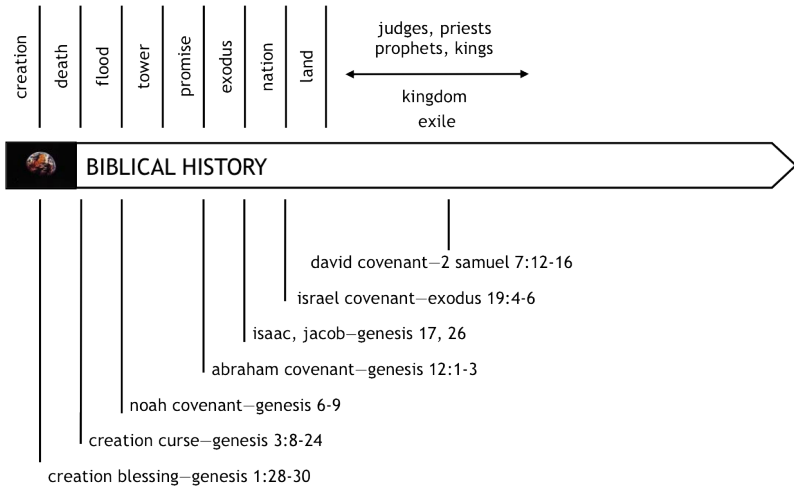 creation
death
flood
tower
promise
exodus
nation
land
judges, priests
prophets, kings
kingdom
exile
BIBLICAL HISTORY
david covenant—2 samuel 7:12-16
israel covenant—exodus 19:4-6
isaac, jacob—genesis 17, 26
abraham covenant—genesis 12:1-3
noah covenant—genesis 6-9
creation curse—genesis 3:8-24
creation blessing—genesis 1:28-30